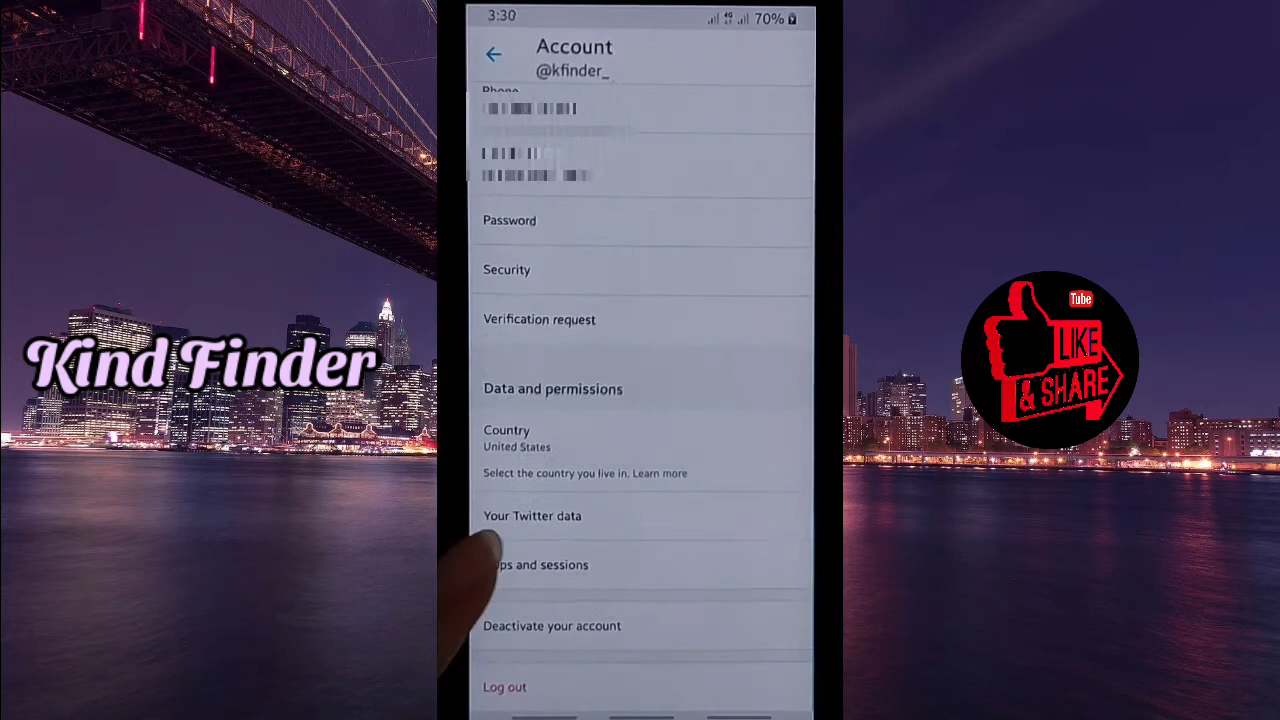 3:30
4G 70%
Account
@kfinder_
Phone
Password
Security
Verification request
Data and permissions
Country
United States
Select the country you live in. Learn more
Your Twitter data
ps and sessions
Deactivate your account
Log out
Kind Finder
Tube
LIKE
& SHARE